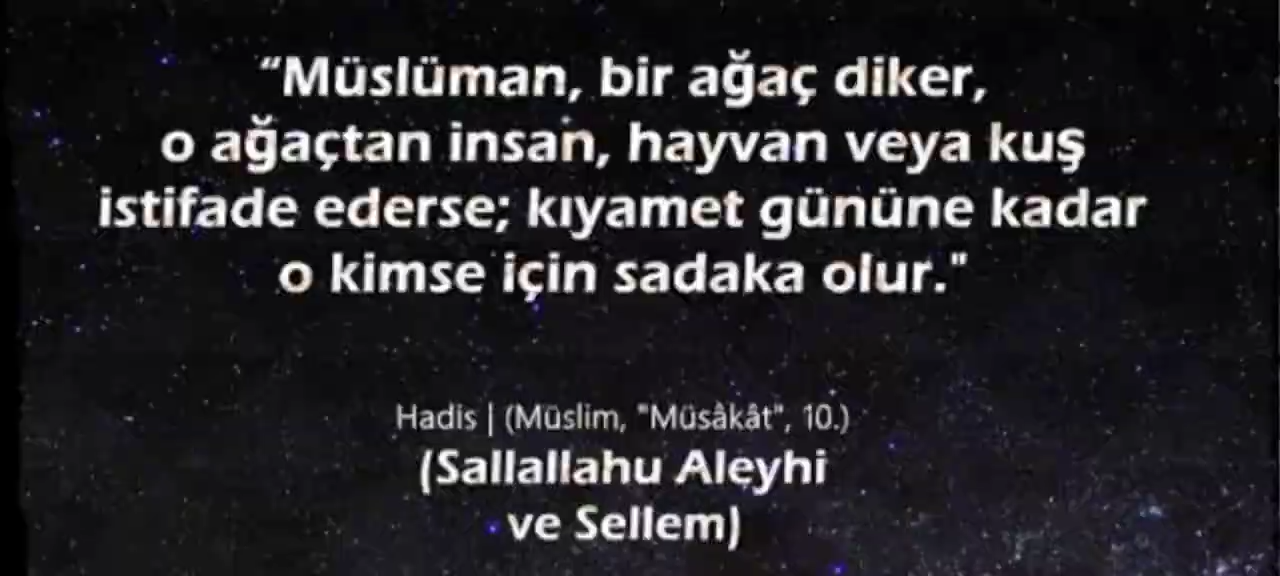 “Müslüman, bir ağaç diker,
o ağaçtan insan, hayvan veya kuş
istifade ederse; kıyamet gününe kadar
o kimse için sadaka olur."
Hadis | (Müslim, "Müsâkât", 10.)
(Sallallahu Aleyhi
ve Sellem)